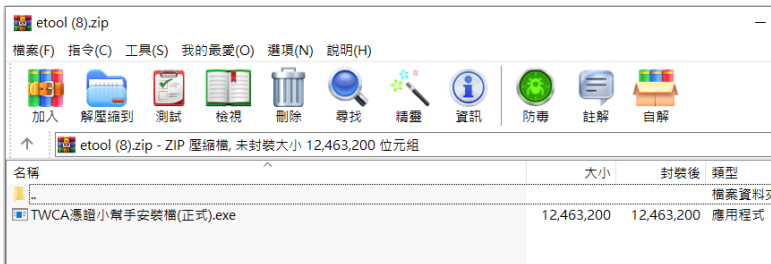 etool (8).zip
檔案(F) 指令(C) 工具(S) 我的最愛(O) 選項(N) 說明(H)
加入 解壓縮到 測試 檢視 刪除 尋找 精靈 資訊 防毒 註解 自解
etool (8).zip - ZIP 壓縮檔, 未封裝大小 12,463,200 位元組
名稱 大小 封裝後 類型
.. 檔案資料夾
TWCA憑證小幫手安裝檔(正式).exe 12,463,200 12,463,200 應用程式